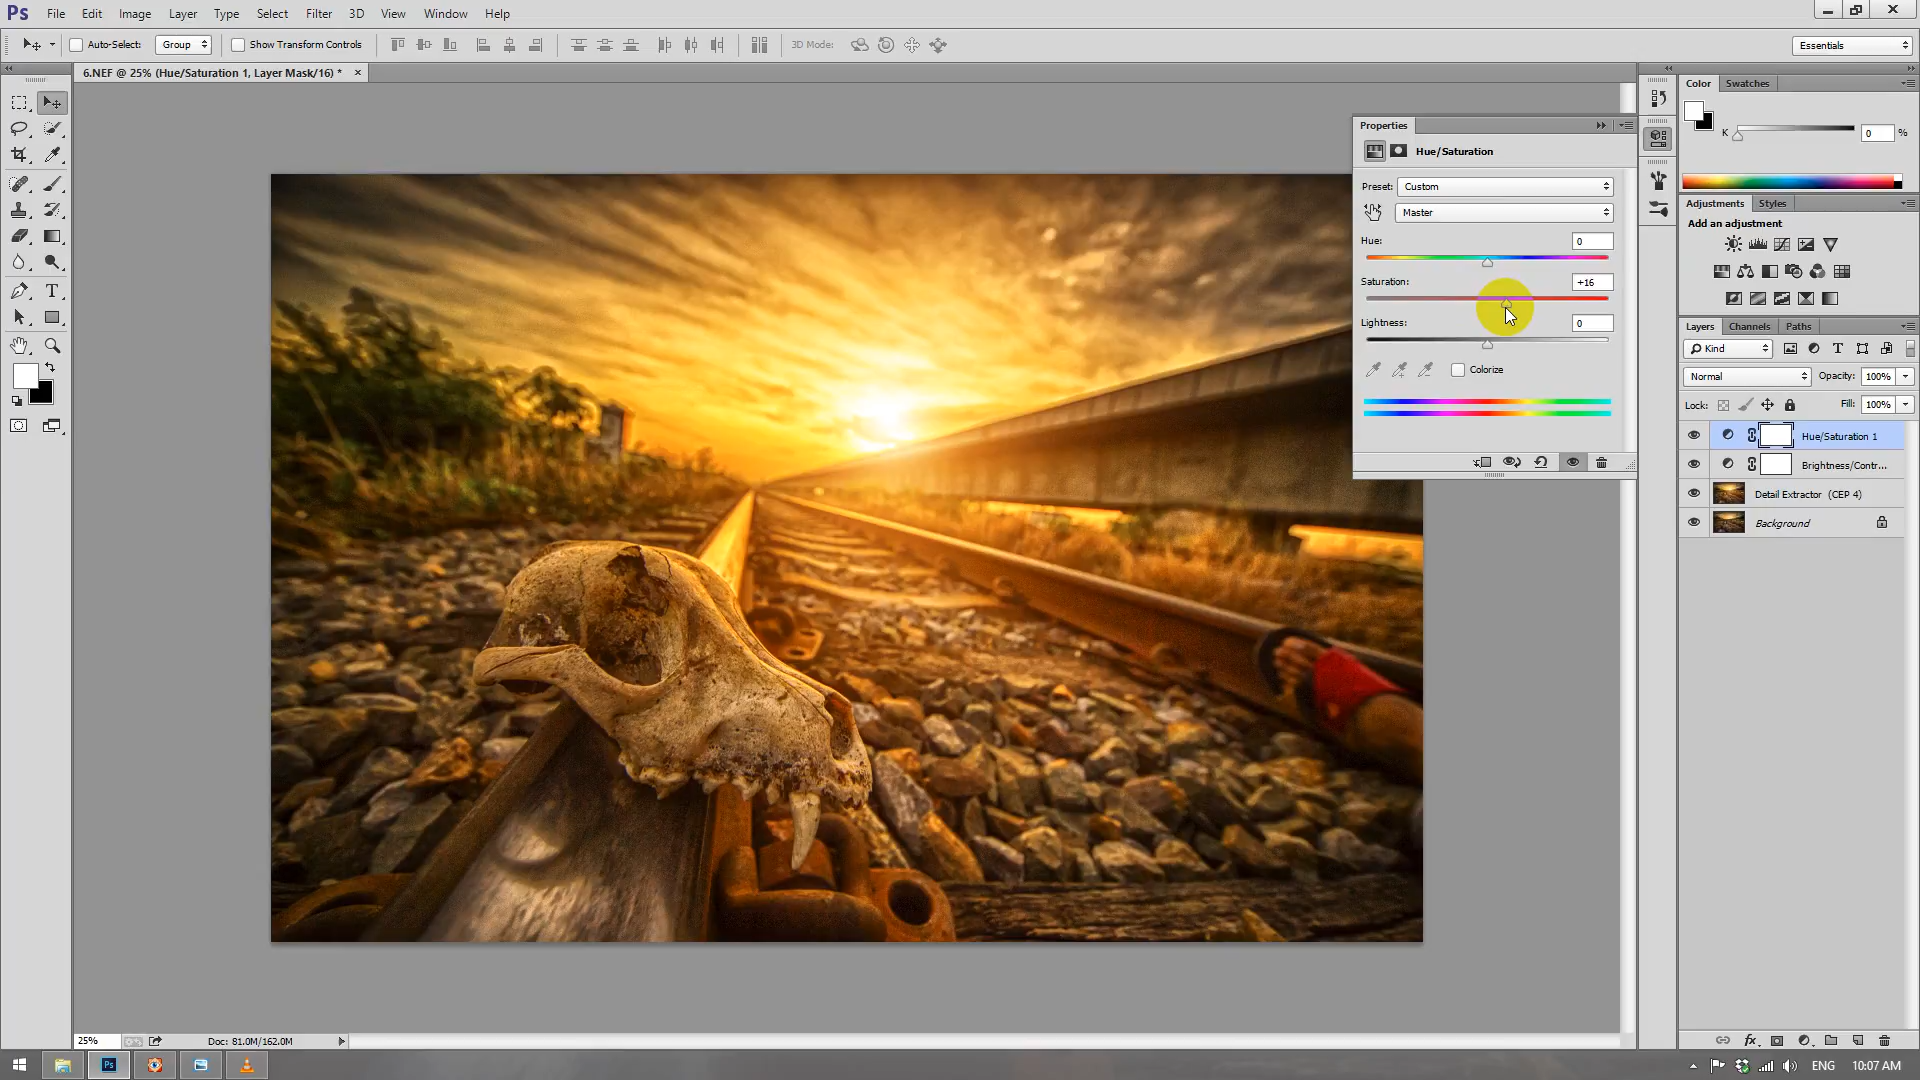 Ps File Edit Image Layer Type Select Filter 3D View Window Help
Auto-Select: Group Show Transform Controls 3D Mode: Essentials
6.NEF @ 25% (Hue/Saturation 1, Layer Mask/16) * ×
Color Swatches
K 0 %
Properties
Hue/Saturation
Preset: Custom
Master
Hue: 0
Saturation: +16
Lightness: 0
Colorize
Adjustments Styles
Add an adjustment
Layers Channels Paths
Kind
Normal Opacity: 100%
Lock: Fill: 100%
Hue/Saturation 1
Brightness/Contr...
Detail Extractor (CEP 4)
Background
T
25% Doc: 81.0M/162.0M
fx
Ps ENG 10:07 AM